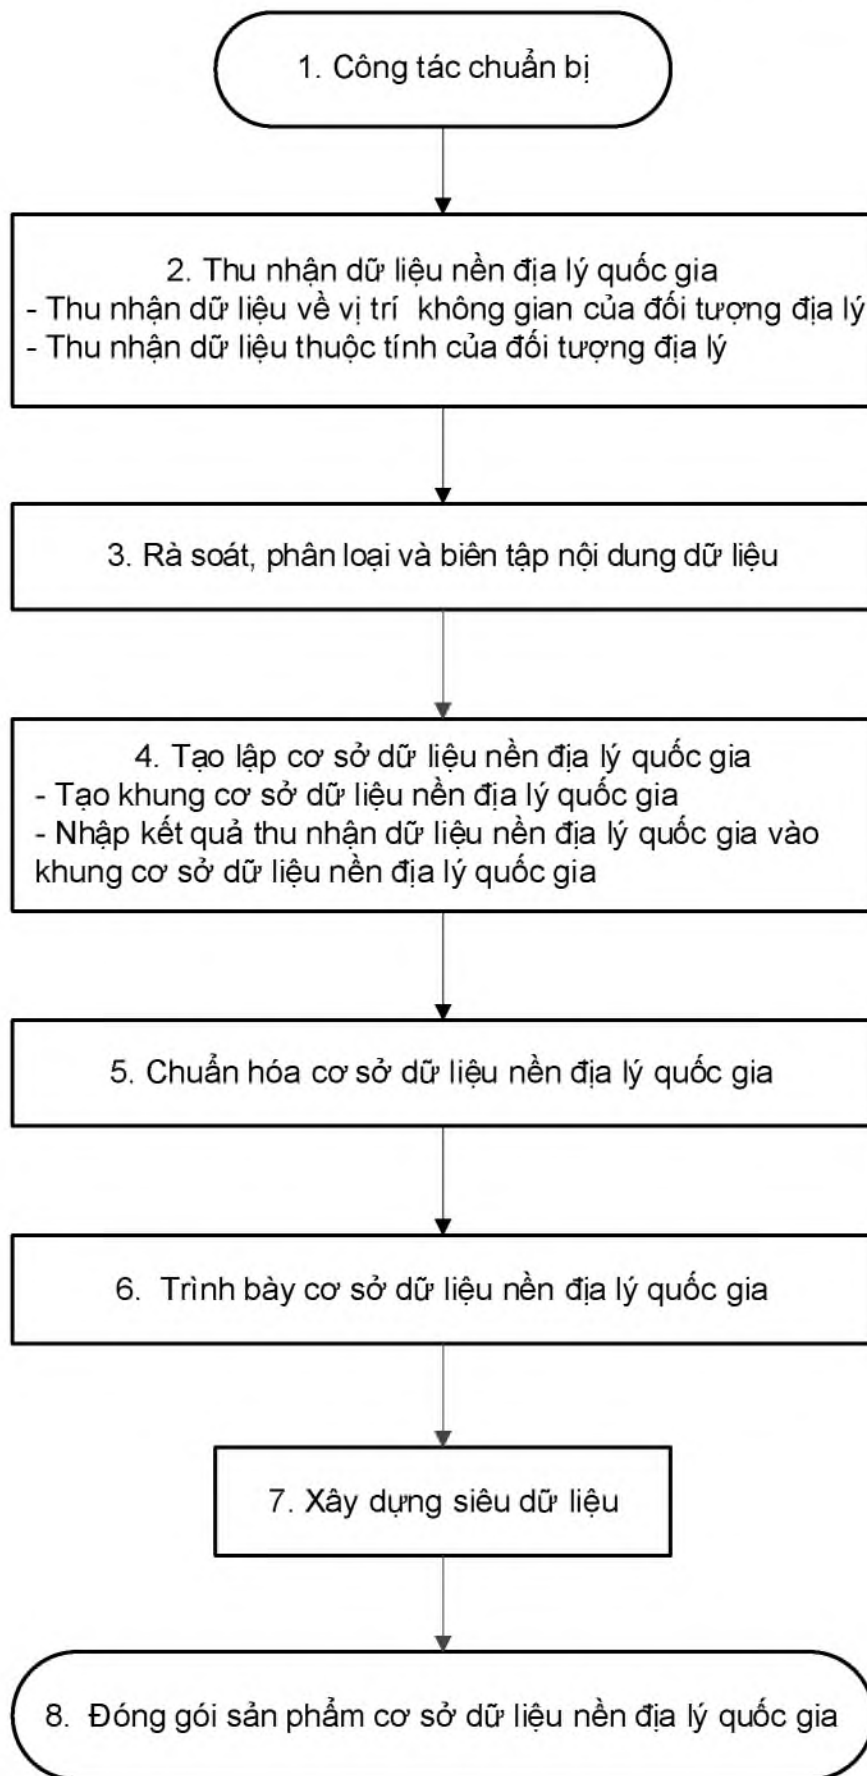 1. Công tác chuẩn bị
2. Thu nhận dữ liệu nền địa lý quốc gia
- Thu nhận dữ liệu về vị trí không gian của đối tượng địa lý
- Thu nhận dữ liệu thuộc tính của đối tượng địa lý
3. Rà soát, phân loại và biên tập nội dung dữ liệu
4. Tạo lập cơ sở dữ liệu nền địa lý quốc gia
- Tạo khung cơ sở dữ liệu nền địa lý quốc gia
- Nhập kết quả thu nhận dữ liệu nền địa lý quốc gia vào
khung cơ sở dữ liệu nền địa lý quốc gia
5. Chuẩn hóa cơ sở dữ liệu nền địa lý quốc gia
6. Trình bày cơ sở dữ liệu nền địa lý quốc gia
7. Xây dựng siêu dữ liệu
8. Đóng gói sản phẩm cơ sở dữ liệu nền địa lý quốc gia